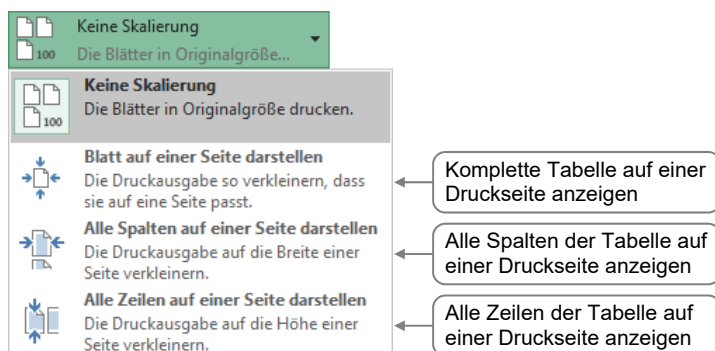 Keine Skalierung
100 Die Blätter in Originalgröße...
Keine Skalierung
Die Blätter in Originalgröße drucken.
100
Blatt auf einer Seite darstellen
Die Druckausgabe so verkleinern, dass
sie auf eine Seite passt.
Komplette Tabelle auf einer
Druckseite anzeigen
Alle Spalten auf einer Seite darstellen
Die Druckausgabe auf die Breite einer
Seite verkleinern.
Alle Spalten der Tabelle auf
einer Druckseite anzeigen
Alle Zeilen auf einer Seite darstellen
Die Druckausgabe auf die Höhe einer
Seite verkleinern.
Alle Zeilen der Tabelle auf
einer Druckseite anzeigen